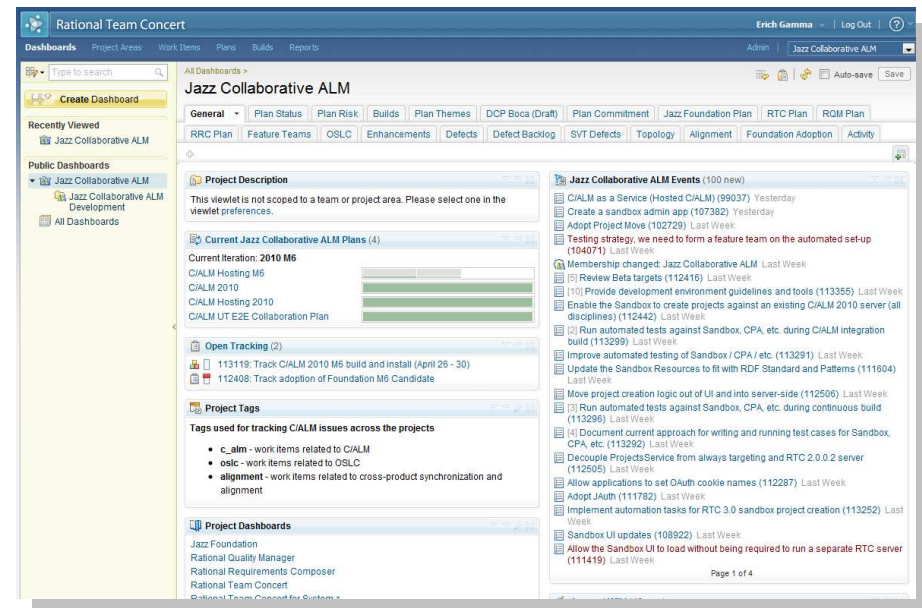 Rational Team Concert
Erich Gamma | Log Out |
Dashboards Project Areas Work Items Plans Builds Reports
Admin | Jazz Collaborative ALM
Type to search
Create Dashboard
Recently Viewed
Jazz Collaborative ALM
Public Dashboards
Jazz Collaborative ALM
Jazz Collaborative ALM
Development
All Dashboards
All Dashboards >
Jazz Collaborative ALM
Auto-save Save
General Plan Status Plan Risk Builds Plan Themes DCP Boca (Draft) Plan Commitment Jazz Foundation Plan RTC Plan RQM Plan
RRC Plan Feature Teams OSLC Enhancements Defects Defect Backlog SVT Defects Topology Alignment Foundation Adoption Activity
Project Description
This viewlet is not scoped to a team or project area. Please select one in the
viewlet preferences.
Current Jazz Collaborative ALM Plans (4)
Current Iteration: 2010 M6
C/ALM Hosting M6
C/ALM 2010
C/ALM Hosting 2010
C/ALM UT E2E Collaboration Plan
Open Tracking (2)
113119: Track C/ALM 2010 M6 build and install (April 26 - 30)
112408: Track adoption of Foundation M6 Candidate
Project Tags
Tags used for tracking C/ALM issues across the projects
• c_alm - work items related to C/ALM
• oslc - work items related to OSLC
• alignment - work items related to cross-product synchronization and
alignment
Project Dashboards
Jazz Foundation
Rational Quality Manager
Rational Requirements Composer
Rational Team Concert
Rational Team Concert for System z
Jazz Collaborative ALM Events (100 new)
C/ALM as a Service (Hosted C/ALM) (99037) Yesterday
Create a sandbox admin app (107382) Yesterday
Adopt Project Move (102729) Last Week
Testing strategy, we need to form a feature team on the automated set-up
(104071) Last Week
Membership changed: Jazz Collaborative ALM Last Week
[5] Review Beta targets (112416) Last Week
[10] Provide development environment guidelines and tools (113355) Last Week
Enable the Sandbox to create projects against an existing C/ALM 2010 server (all
disciplines) (112442) Last Week
[2] Run automated tests against Sandbox, CPA, etc. during C/ALM integration
build (113299) Last Week
Improve automated testing of Sandbox / CPA / etc. (113291) Last Week
Update the Sandbox Resources to fit with RDF Standard and Patterns (111604)
Last Week
Move project creation logic out of UI and into server-side (112506) Last Week
[3] Run automated tests against Sandbox, CPA, etc. during continuous build
(113296) Last Week
[4] Document current approach for writing and running test cases for Sandbox,
CPA, etc. (113292) Last Week
Decouple ProjectsService from always targeting and RTC 2.0.0.2 server
(112505) Last Week
Allow applications to set OAuth cookie names (112287) Last Week
Adopt JAuth (111782) Last Week
Implement automation tasks for RTC 3.0 sandbox project creation (113252) Last
Week
Sandbox UI updates (108922) Last Week
Allow the Sandbox UI to load without being required to run a separate RTC server
(111419) Last Week
Page 1 of 4